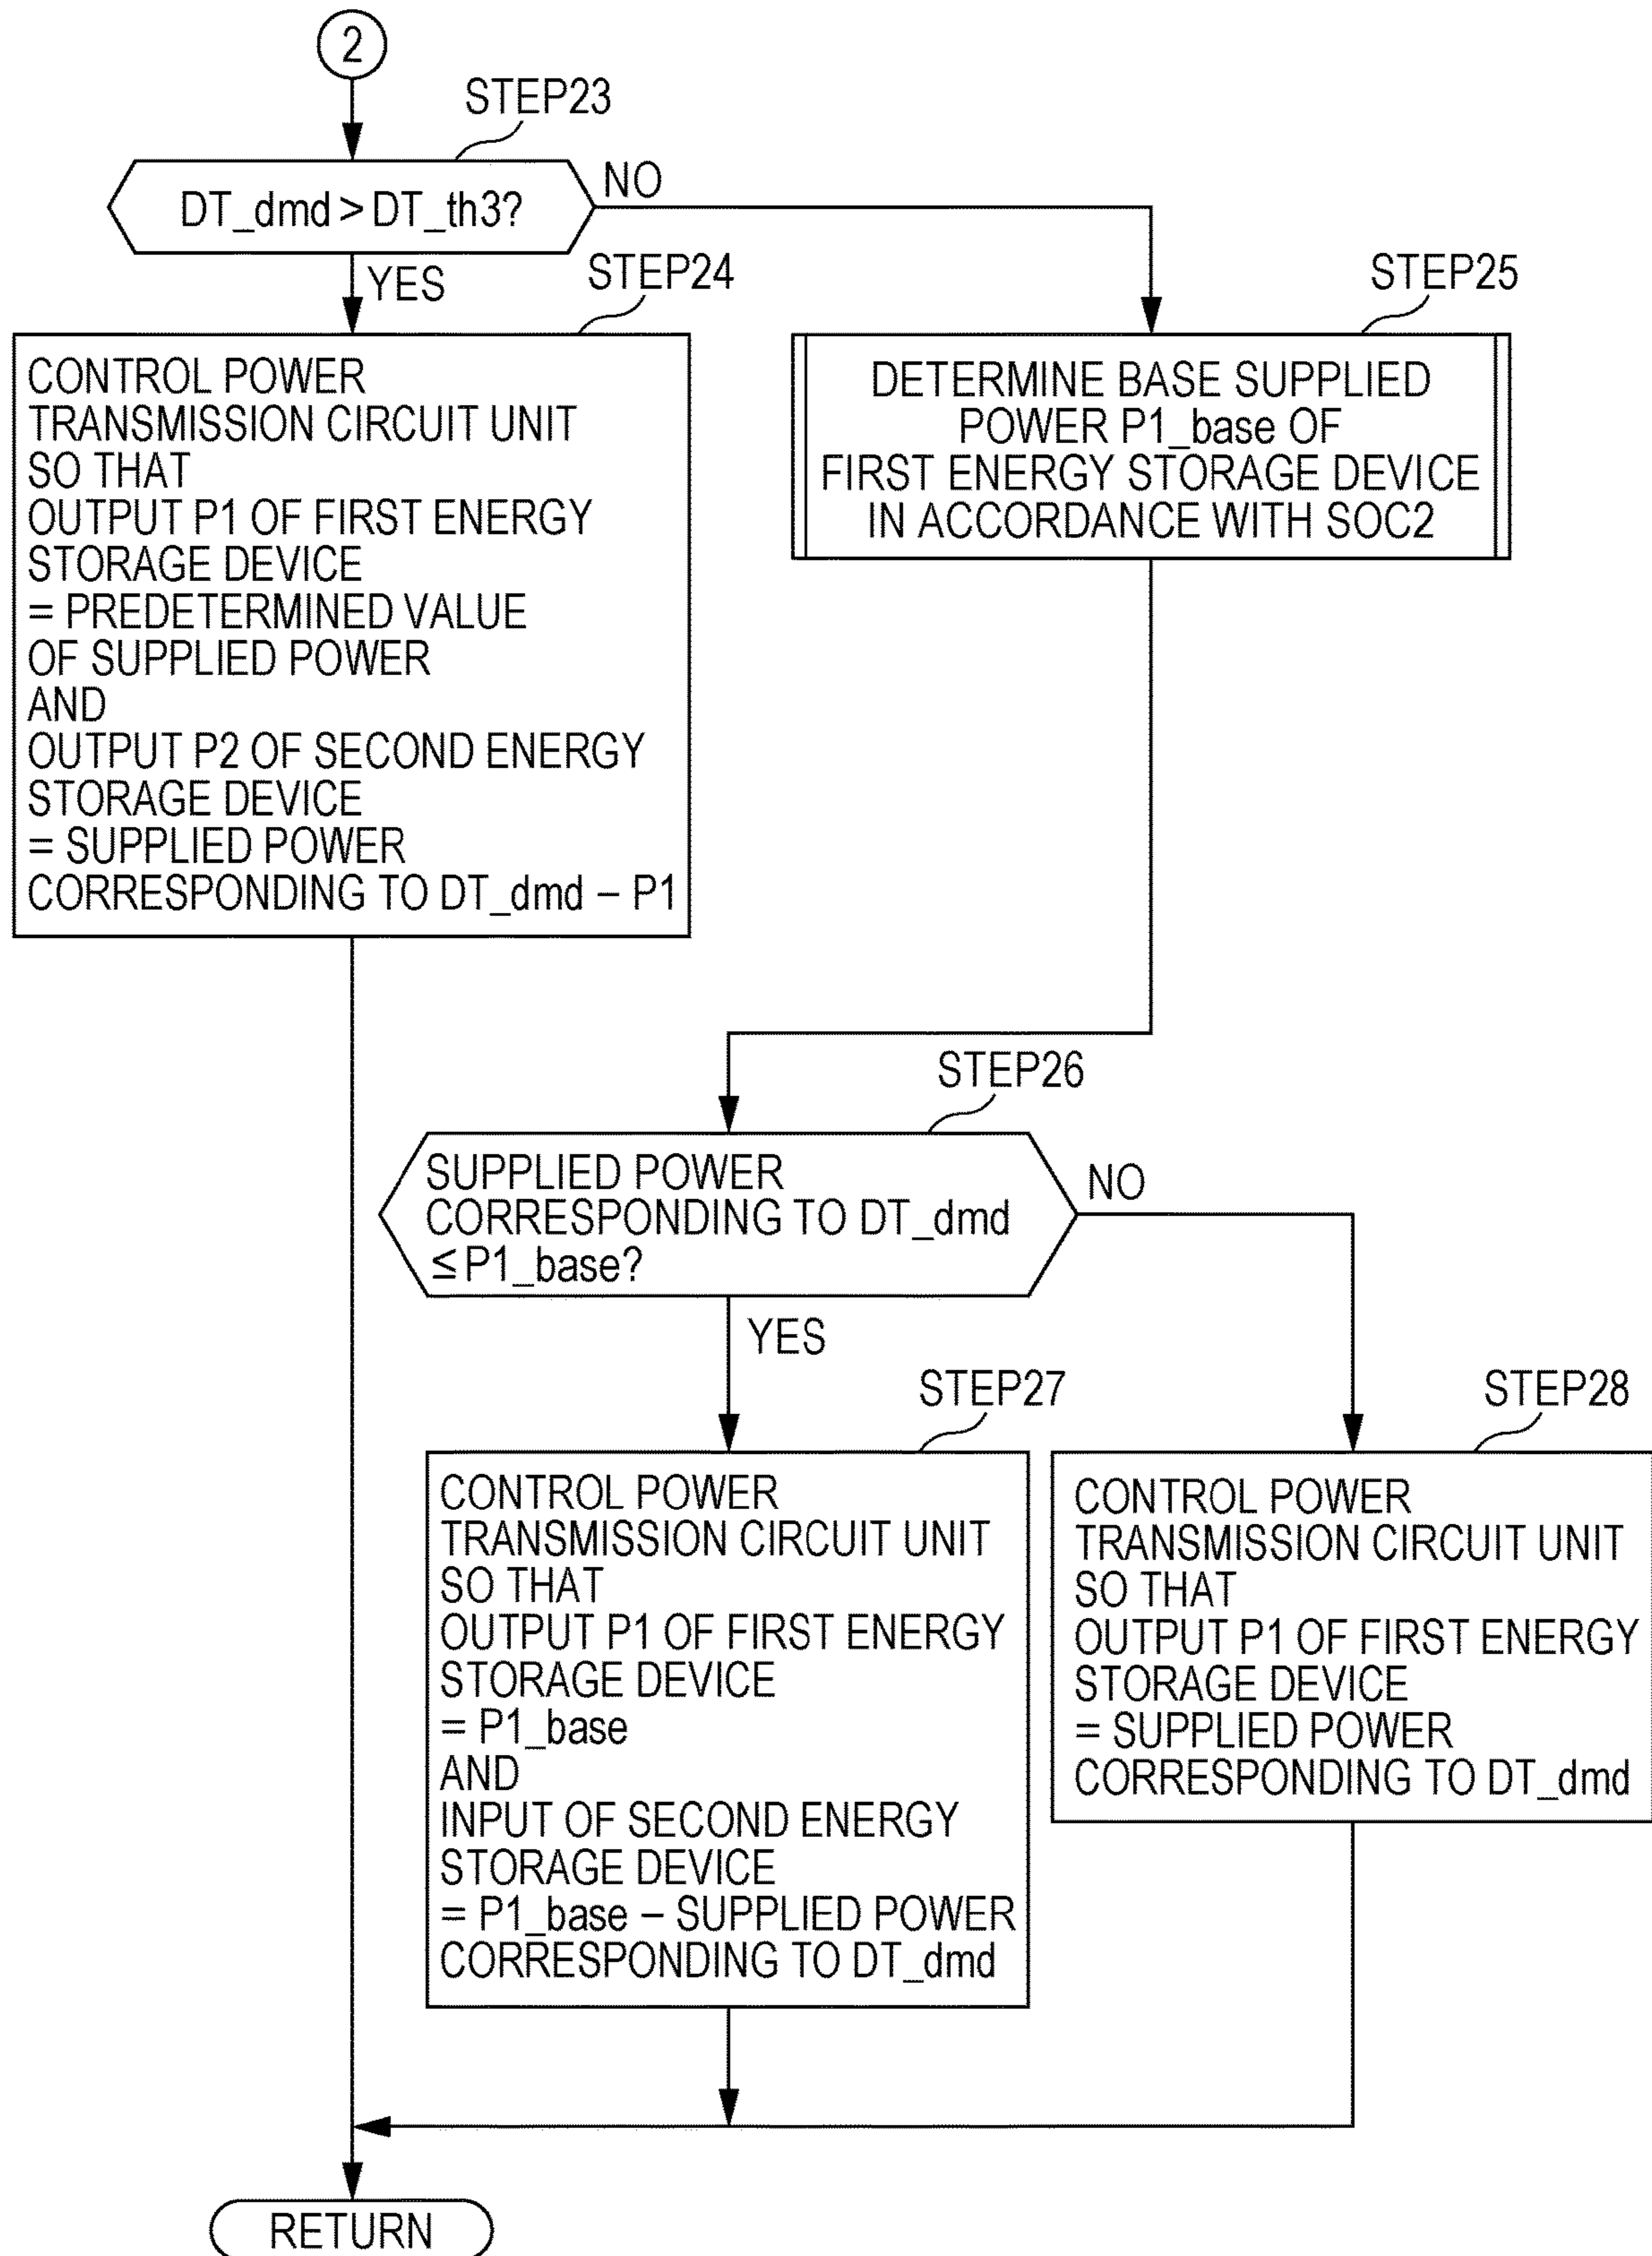 2
STEP23
DT_dmd > DT_th3?
NO
YES
STEP24
STEP25
CONTROL POWER
TRANSMISSION CIRCUIT UNIT
SO THAT
OUTPUT P1 OF FIRST ENERGY
STORAGE DEVICE
= PREDETERMINED VALUE
OF SUPPLIED POWER
AND
OUTPUT P2 OF SECOND ENERGY
STORAGE DEVICE
= SUPPLIED POWER
CORRESPONDING TO DT_dmd – P1
DETERMINE BASE SUPPLIED
POWER P1_base OF
FIRST ENERGY STORAGE DEVICE
IN ACCORDANCE WITH SOC2
STEP26
SUPPLIED POWER
CORRESPONDING TO DT_dmd
≤ P1_base?
NO
YES
STEP27
STEP28
CONTROL POWER
TRANSMISSION CIRCUIT UNIT
SO THAT
OUTPUT P1 OF FIRST ENERGY
STORAGE DEVICE
= P1_base
AND
INPUT OF SECOND ENERGY
STORAGE DEVICE
= P1_base – SUPPLIED POWER
CORRESPONDING TO DT_dmd
CONTROL POWER
TRANSMISSION CIRCUIT UNIT
SO THAT
OUTPUT P1 OF FIRST ENERGY
STORAGE DEVICE
= SUPPLIED POWER
CORRESPONDING TO DT_dmd
RETURN